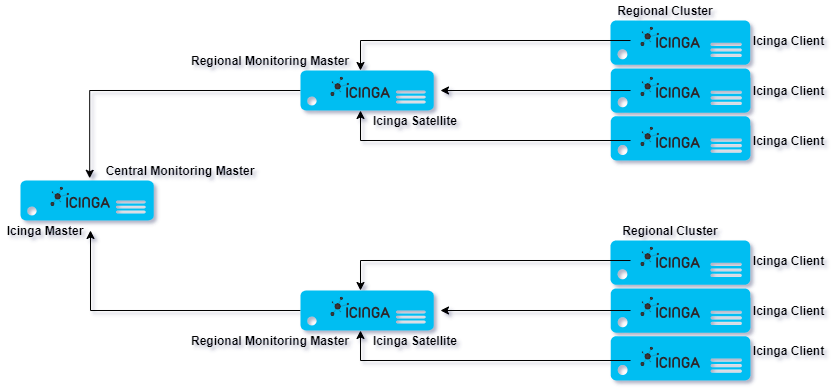 Regional Cluster
ICINGA
Icinga Client
Regional Monitoring Master
ICINGA
ICINGA
Icinga Client
Icinga Satellite
ICINGA
Icinga Client
Central Monitoring Master
ICINGA
Icinga Master
Regional Cluster
ICINGA
Icinga Client
ICINGA
ICINGA
Icinga Client
Regional Monitoring Master
Icinga Satellite
ICINGA
Icinga Client